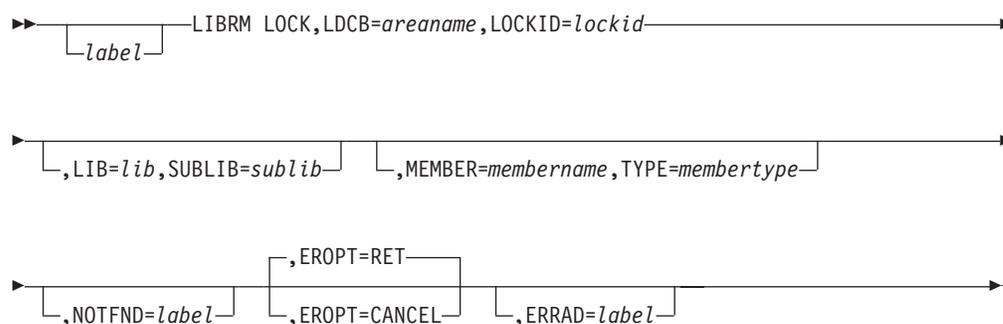 LIBRM LOCK,LDCB=areaname,LOCKID=lockid
label
,LIB=lib,SUBLIB=sublib
,MEMBER=membername,TYPE=membertype
,EROPT=RET
,NOTFND=label
,EROPT=CANCEL
,ERRAD=label